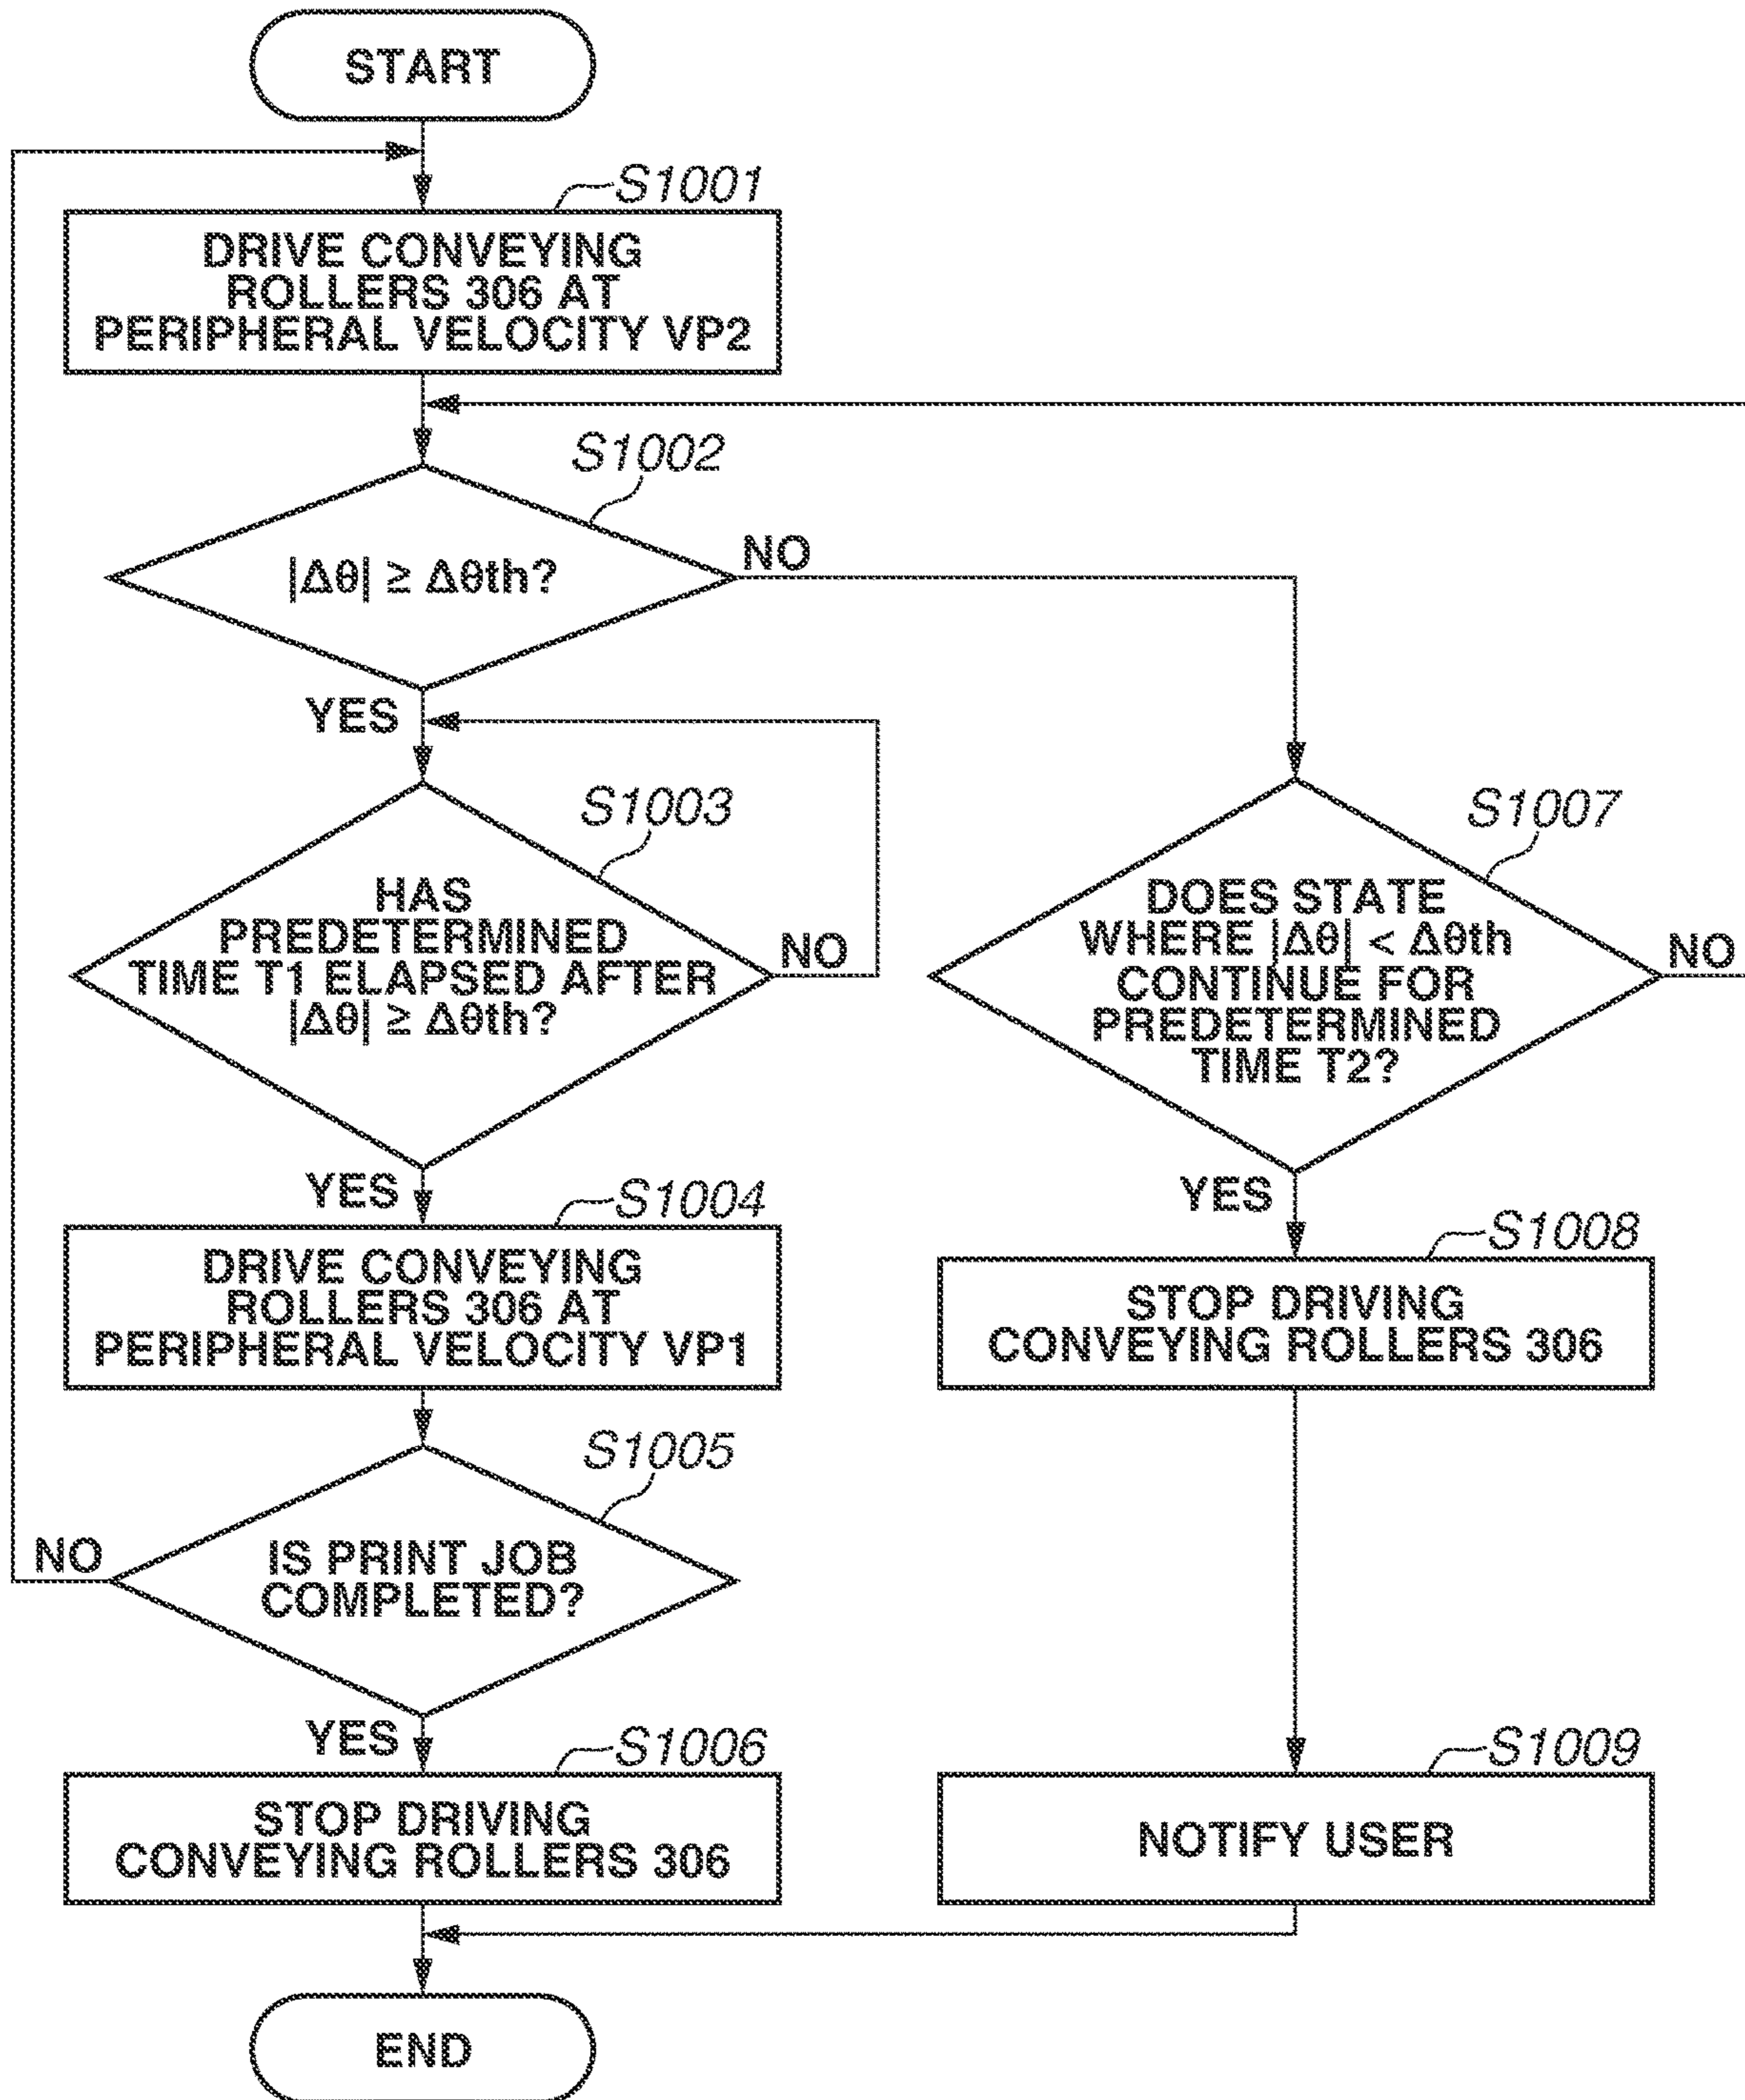 START
S1001
DRIVE CONVEYING
ROLLERS 306 AT
PERIPHERAL VELOCITY VP2
S1002
|Δθ| ≥ Δθth?
NO
YES
S1003
HAS
PREDETERMINED
TIME T1 ELAPSED AFTER
|Δθ| ≥ Δθth?
NO
S1007
DOES STATE
WHERE |Δθ| < Δθth
CONTINUE FOR
PREDETERMINED
TIME T2?
NO
YES
S1004
DRIVE CONVEYING
ROLLERS 306 AT
PERIPHERAL VELOCITY VP1
YES
S1008
STOP DRIVING
CONVEYING ROLLERS 306
S1005
IS PRINT JOB
COMPLETED?
NO
YES
S1006
STOP DRIVING
CONVEYING ROLLERS 306
S1009
NOTIFY USER
END